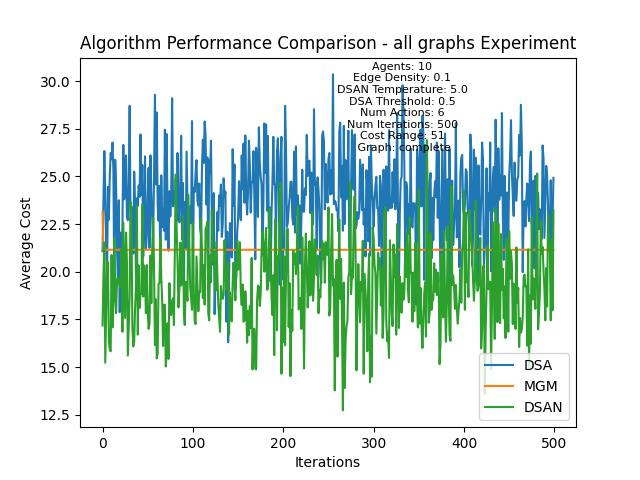 Algorithm Performance Comparison - all graphs Experiment
Agents: 10
Edge Density: 0.1
DSAN Temperature: 5.0
DSA Threshold: 0.5
Num Actions: 6
Num Iterations: 500
Cost Range: 51
Graph: complete
Average Cost
30.0
27.5
25.0
22.5
20.0
17.5
15.0
12.5
0
100
200
300
400
500
Iterations
DSA
MGM
DSAN